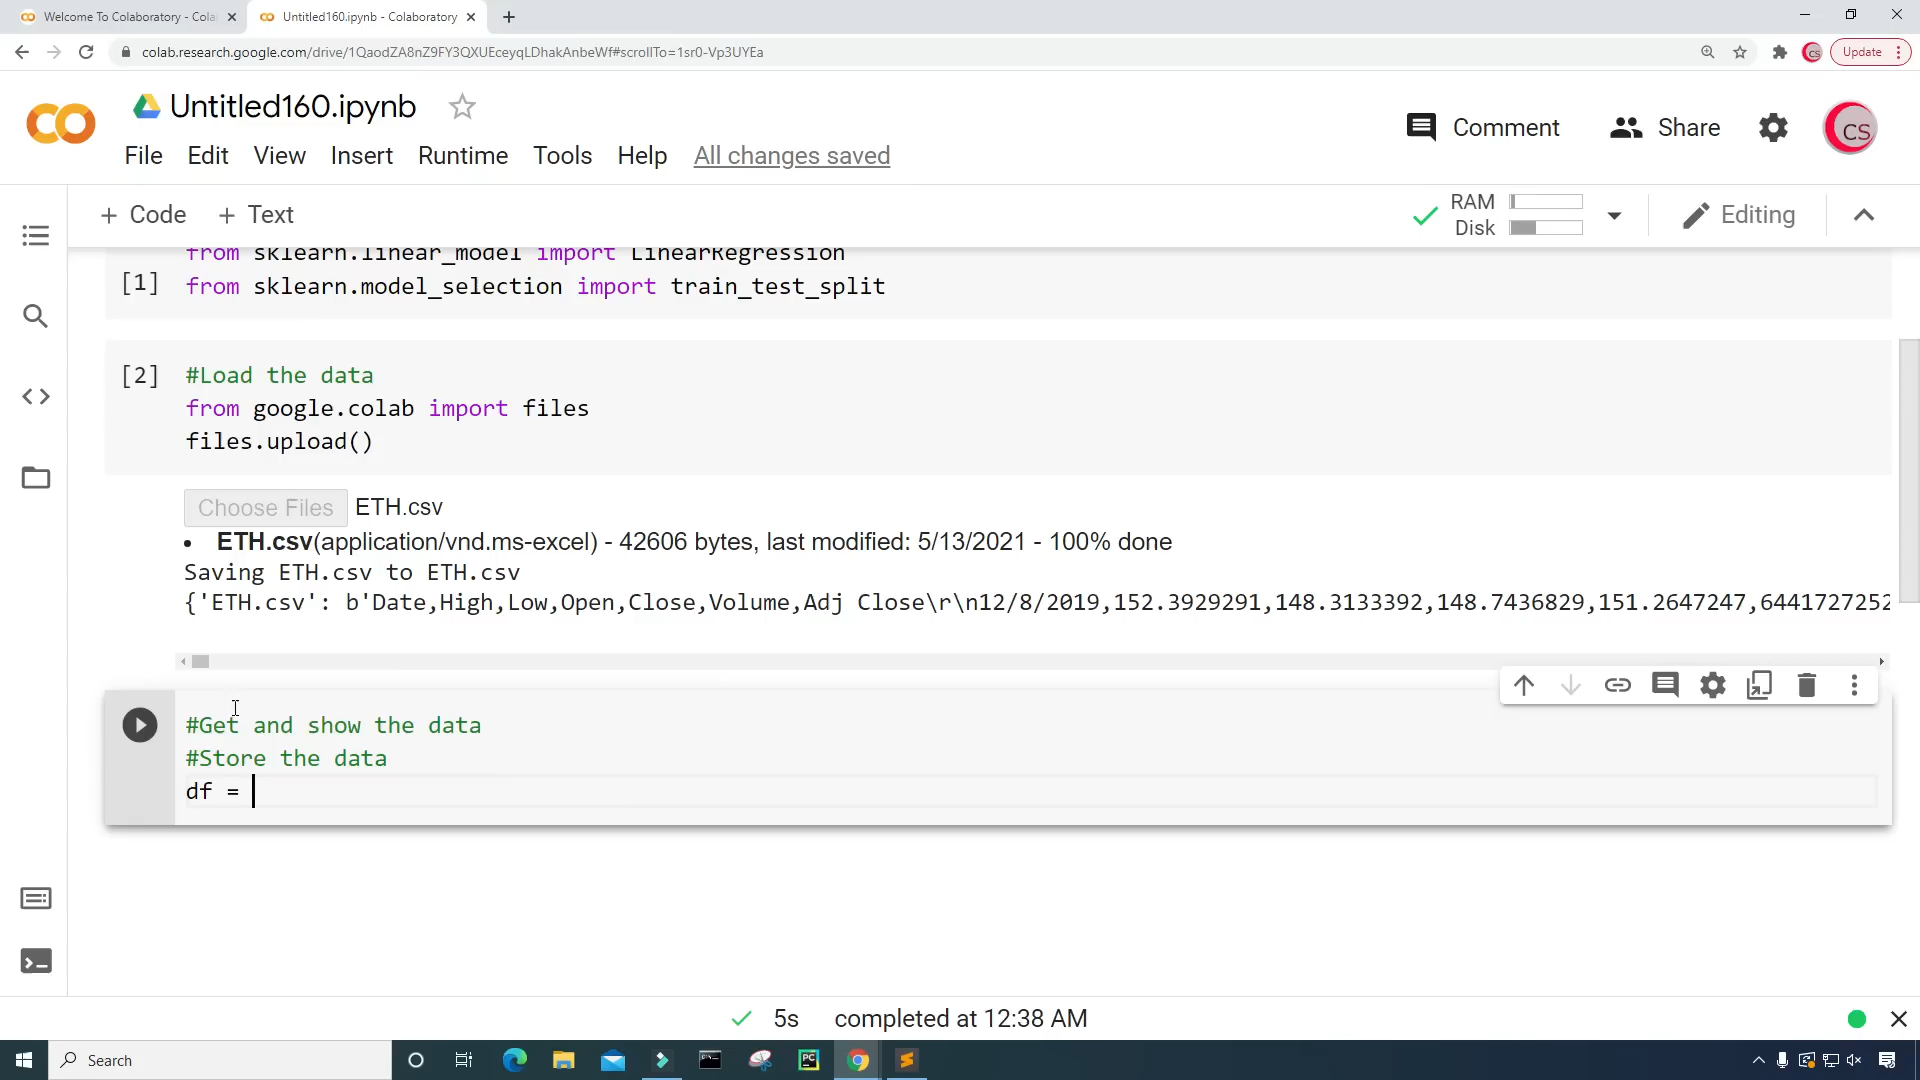 Welcome To Colaboratory - Cola
Untitled160.ipynb - Colaboratory
colab.research.google.com/drive/1QaodZA8nZ9FY3QXUEceyqLDhakAnbeWf#scrollTo=1sr0-Vp3UYEa
CS
Update
CO
Untitled160.ipynb
Comment
Share
CS
File Edit View Insert Runtime Tools Help All changes saved
+ Code + Text
RAM
Disk
Editing
from sklearn.linear_model import LinearRegression
[1] from sklearn.model_selection import train_test_split
[2] #Load the data
from google.colab import files
files.upload()
Choose Files ETH.csv
• ETH.csv(application/vnd.ms-excel) - 42606 bytes, last modified: 5/13/2021 - 100% done
Saving ETH.csv to ETH.csv
{'ETH.csv': b'Date,High,Low,Open,Close,Volume,Adj Close\r\n12/8/2019,152.3929291,148.3133392,148.7436829,151.2647247,6441727252
#Get and show the data
#Store the data
df =
5s completed at 12:38 AM
Search
PC